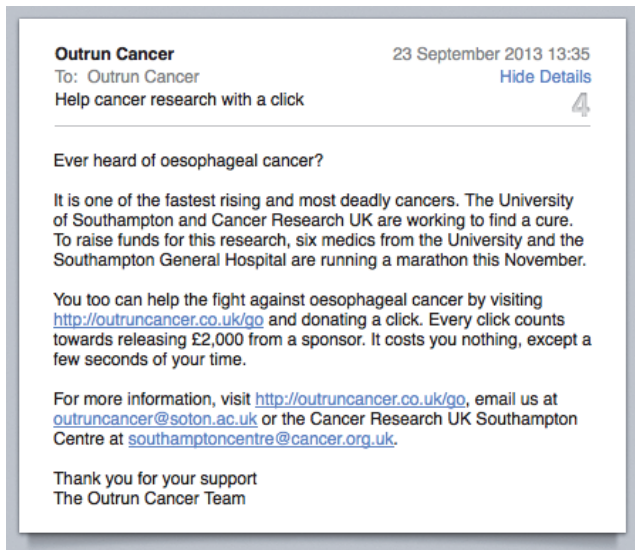 Outrun Cancer 23 September 2013 13:35
To: Outrun Cancer Hide Details
Help cancer research with a click 4
Ever heard of oesophageal cancer?
It is one of the fastest rising and most deadly cancers. The University
of Southampton and Cancer Research UK are working to find a cure.
To raise funds for this research, six medics from the University and the
Southampton General Hospital are running a marathon this November.
You too can help the fight against oesophageal cancer by visiting
http://outruncancer.co.uk/go and donating a click. Every click counts
towards releasing £2,000 from a sponsor. It costs you nothing, except a
few seconds of your time.
For more information, visit http://outruncancer.co.uk/go, email us at
outruncancer@soton.ac.uk or the Cancer Research UK Southampton
Centre at southamptoncentre@cancer.org.uk.
Thank you for your support
The Outrun Cancer Team